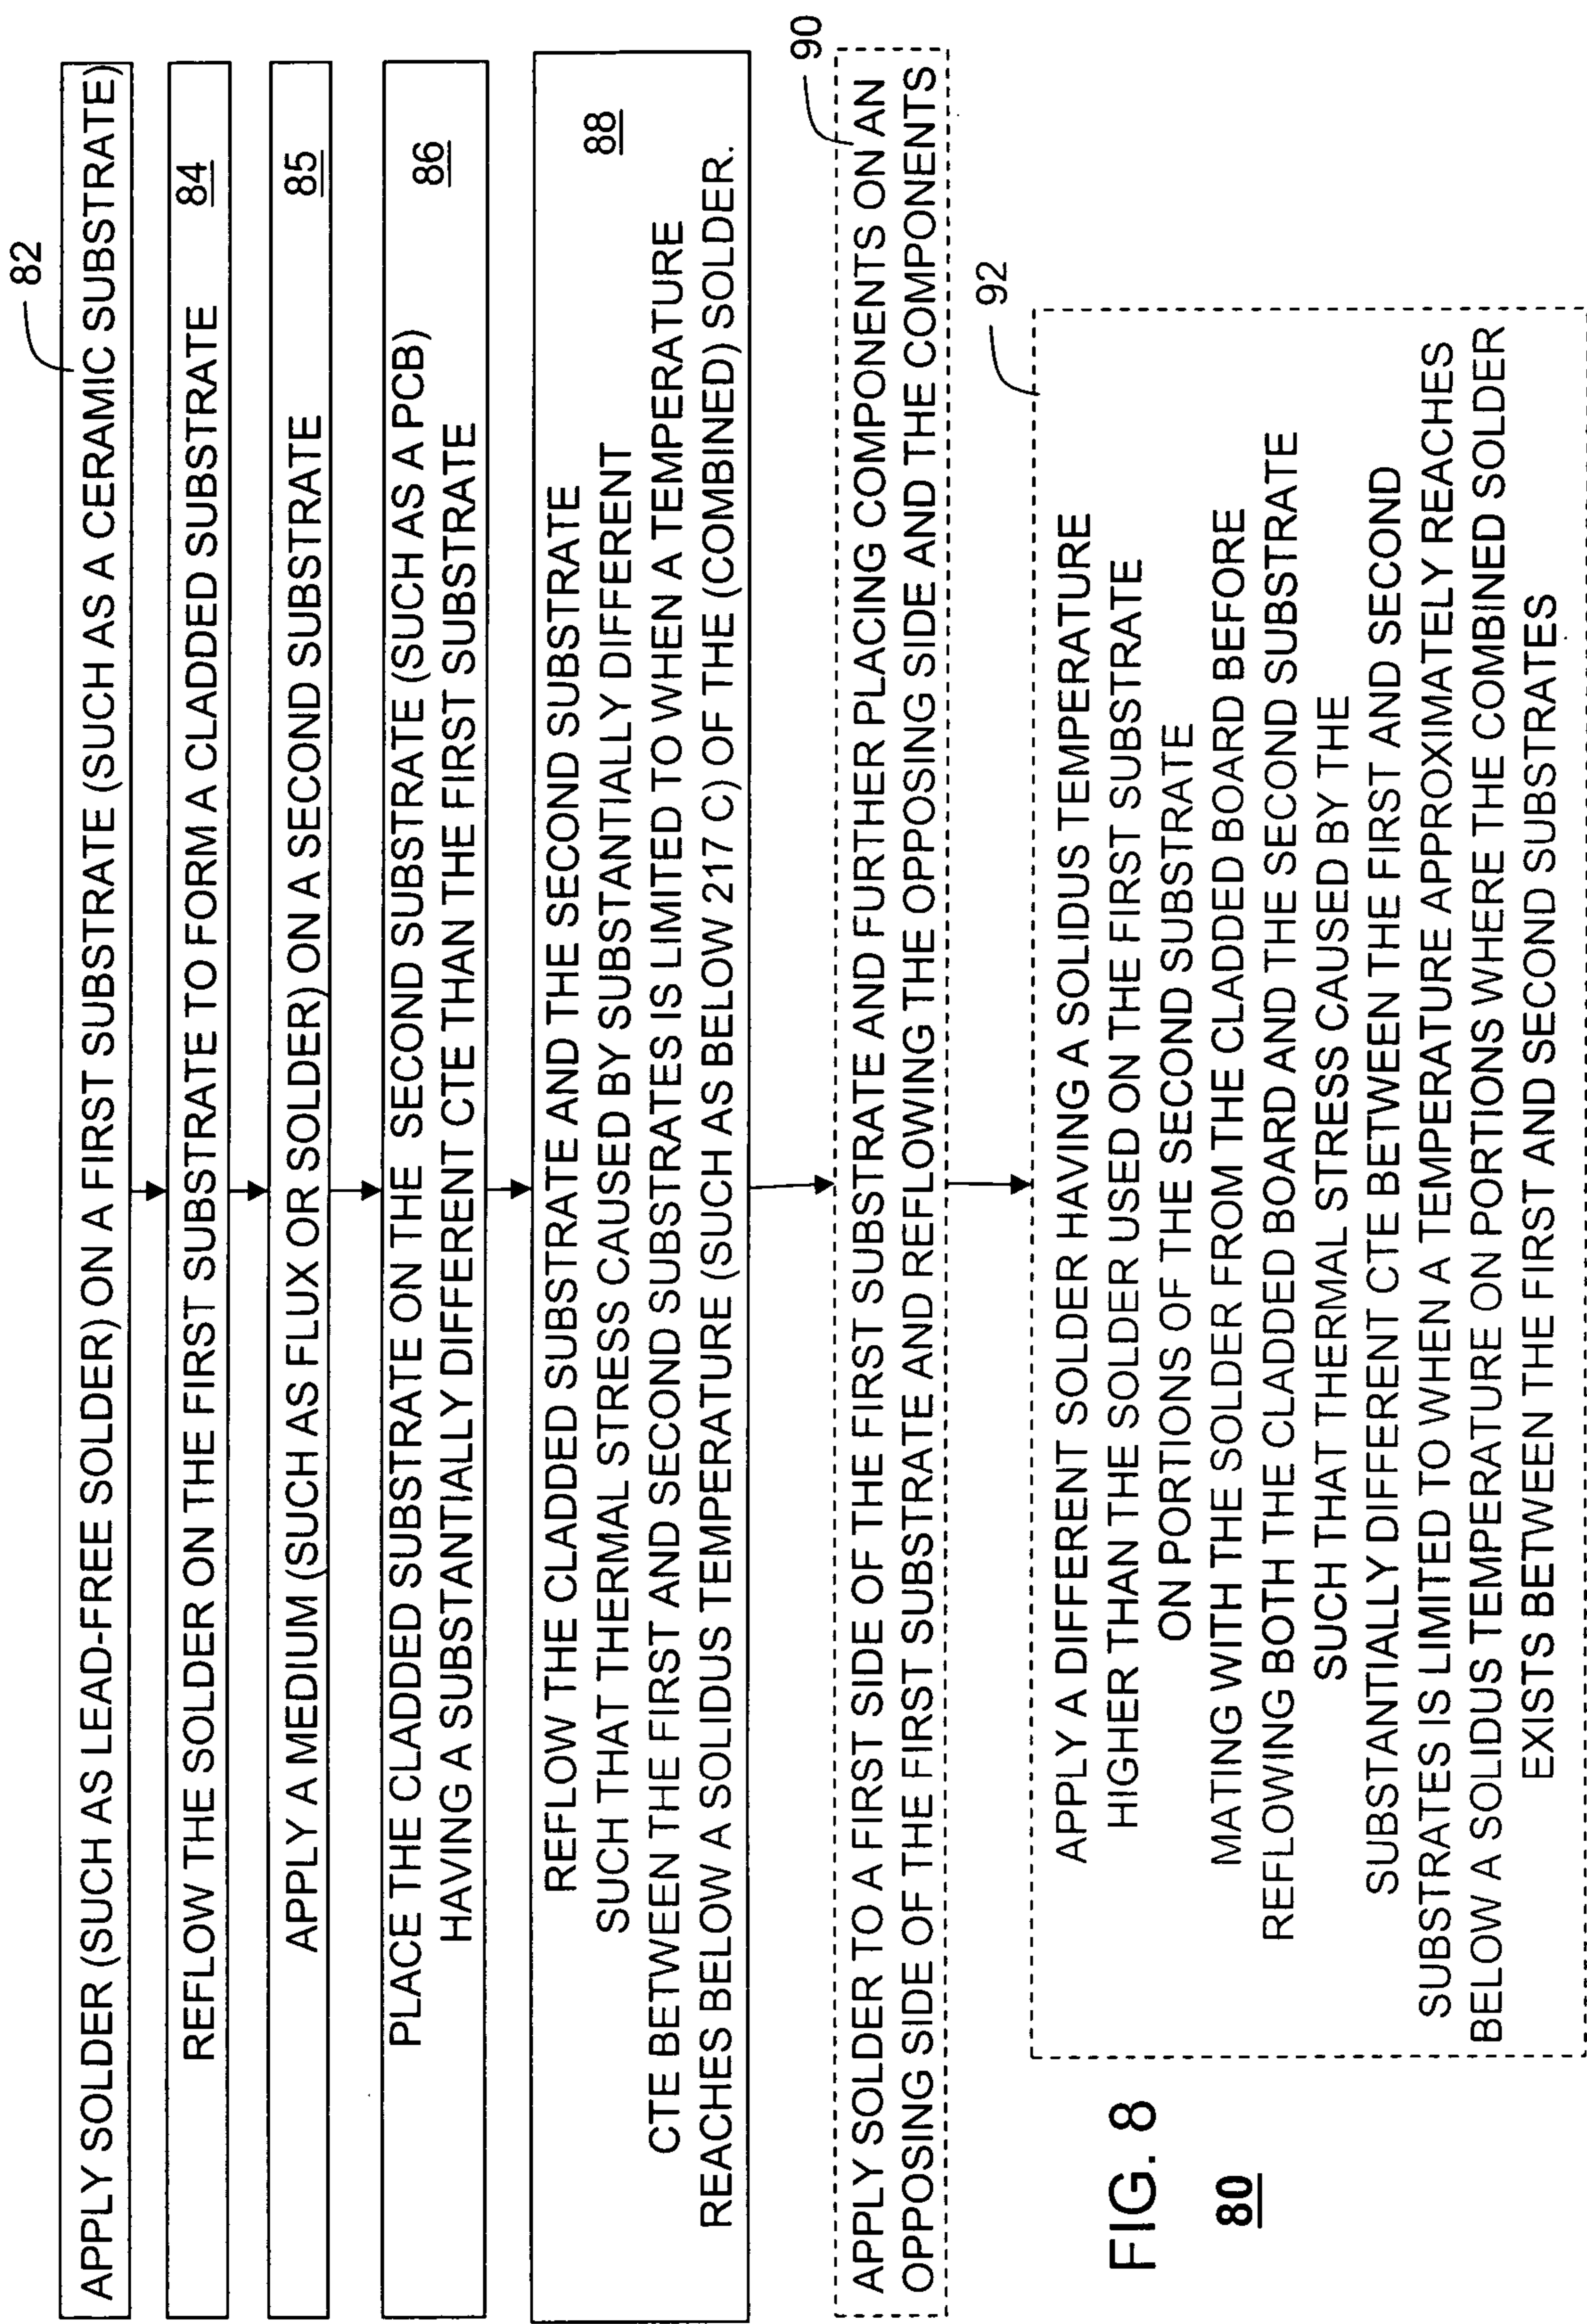 82
APPLY SOLDER (SUCH AS LEAD-FREE SOLDER) ON A FIRST SUBSTRATE (SUCH AS A CERAMIC SUBSTRATE)
REFLOW THE SOLDER ON THE FIRST SUBSTRATE TO FORM A CLADDED SUBSTRATE 84
APPLY A MEDIUM (SUCH AS FLUX OR SOLDER) ON A SECOND SUBSTRATE 85
PLACE THE CLADDED SUBSTRATE ON THE SECOND SUBSTRATE (SUCH AS A PCB)
HAVING A SUBSTANTIALLY DIFFERENT CTE THAN THE FIRST SUBSTRATE
86
REFLOW THE CLADDED SUBSTRATE AND THE SECOND SUBSTRATE
SUCH THAT THERMAL STRESS CAUSED BY SUBSTANTIALLY DIFFERENT
CTE BETWEEN THE FIRST AND SECOND SUBSTRATES IS LIMITED TO WHEN A TEMPERATURE
REACHES BELOW A SOLIDUS TEMPERATURE (SUCH AS BELOW 217 C) OF THE (COMBINED) SOLDER.
88
90
APPLY SOLDER TO A FIRST SIDE OF THE FIRST SUBSTRATE AND FURTHER PLACING COMPONENTS ON AN
OPPOSING SIDE OF THE FIRST SUBSTRATE AND REFLOWING THE OPPOSING SIDE AND THE COMPONENTS
92
APPLY A DIFFERENT SOLDER HAVING A SOLIDUS TEMPERATURE
HIGHER THAN THE SOLDER USED ON THE FIRST SUBSTRATE
ON PORTIONS OF THE SECOND SUBSTRATE
MATING WITH THE SOLDER FROM THE CLADDED BOARD BEFORE
REFLOWING BOTH THE CLADDED BOARD AND THE SECOND SUBSTRATE
SUCH THAT THERMAL STRESS CAUSED BY THE
SUBSTANTIALLY DIFFERENT CTE BETWEEN THE FIRST AND SECOND
SUBSTRATES IS LIMITED TO WHEN A TEMPERATURE APPROXIMATELY REACHES
BELOW A SOLIDUS TEMPERATURE ON PORTIONS WHERE THE COMBINED SOLDER
EXISTS BETWEEN THE FIRST AND SECOND SUBSTRATES
FIG. 8
80